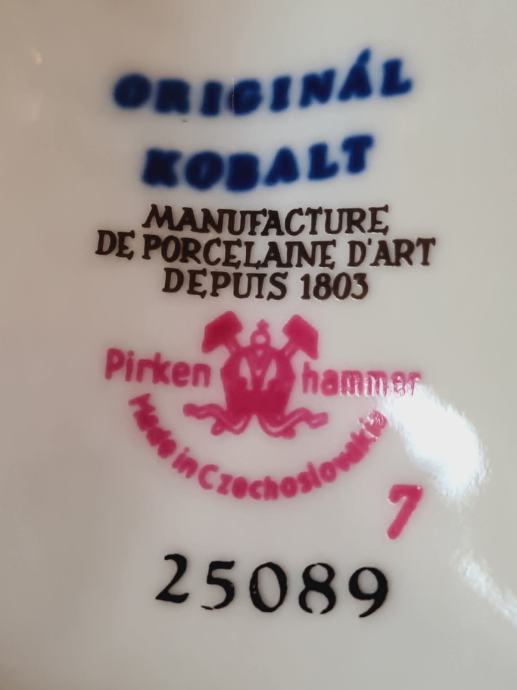 ORIGINÁL
KOBALT
MANUFACTURE
DE PORCELAINE D'ART
DEPUIS 1803
Pirken hammer
Made in Czechoslovakia
7
25089